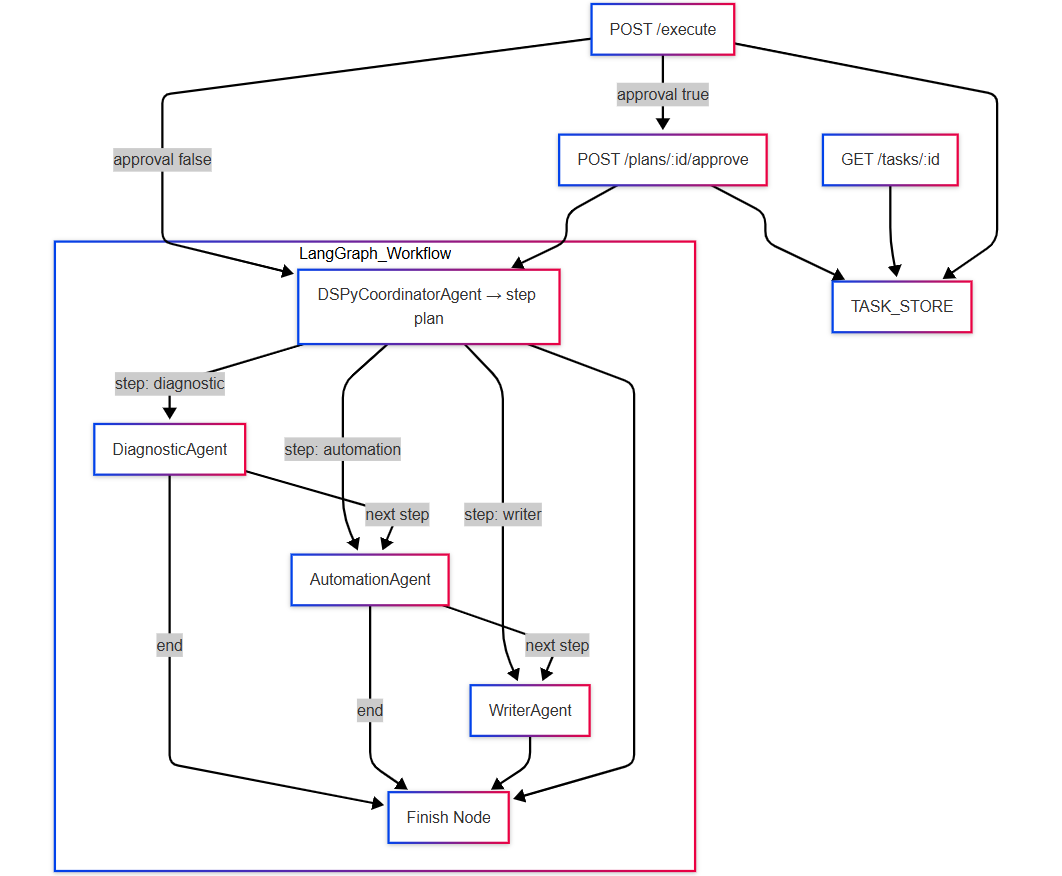 POST /execute
approval true
approval false
POST /plans/:id/approve
GET /tasks/:id
LangGraph_Workflow
DSPyCoordinatorAgent → step
plan
TASK_STORE
step: diagnostic
DiagnosticAgent
step: automation
next step
step: writer
AutomationAgent
end
next step
end
WriterAgent
Finish Node